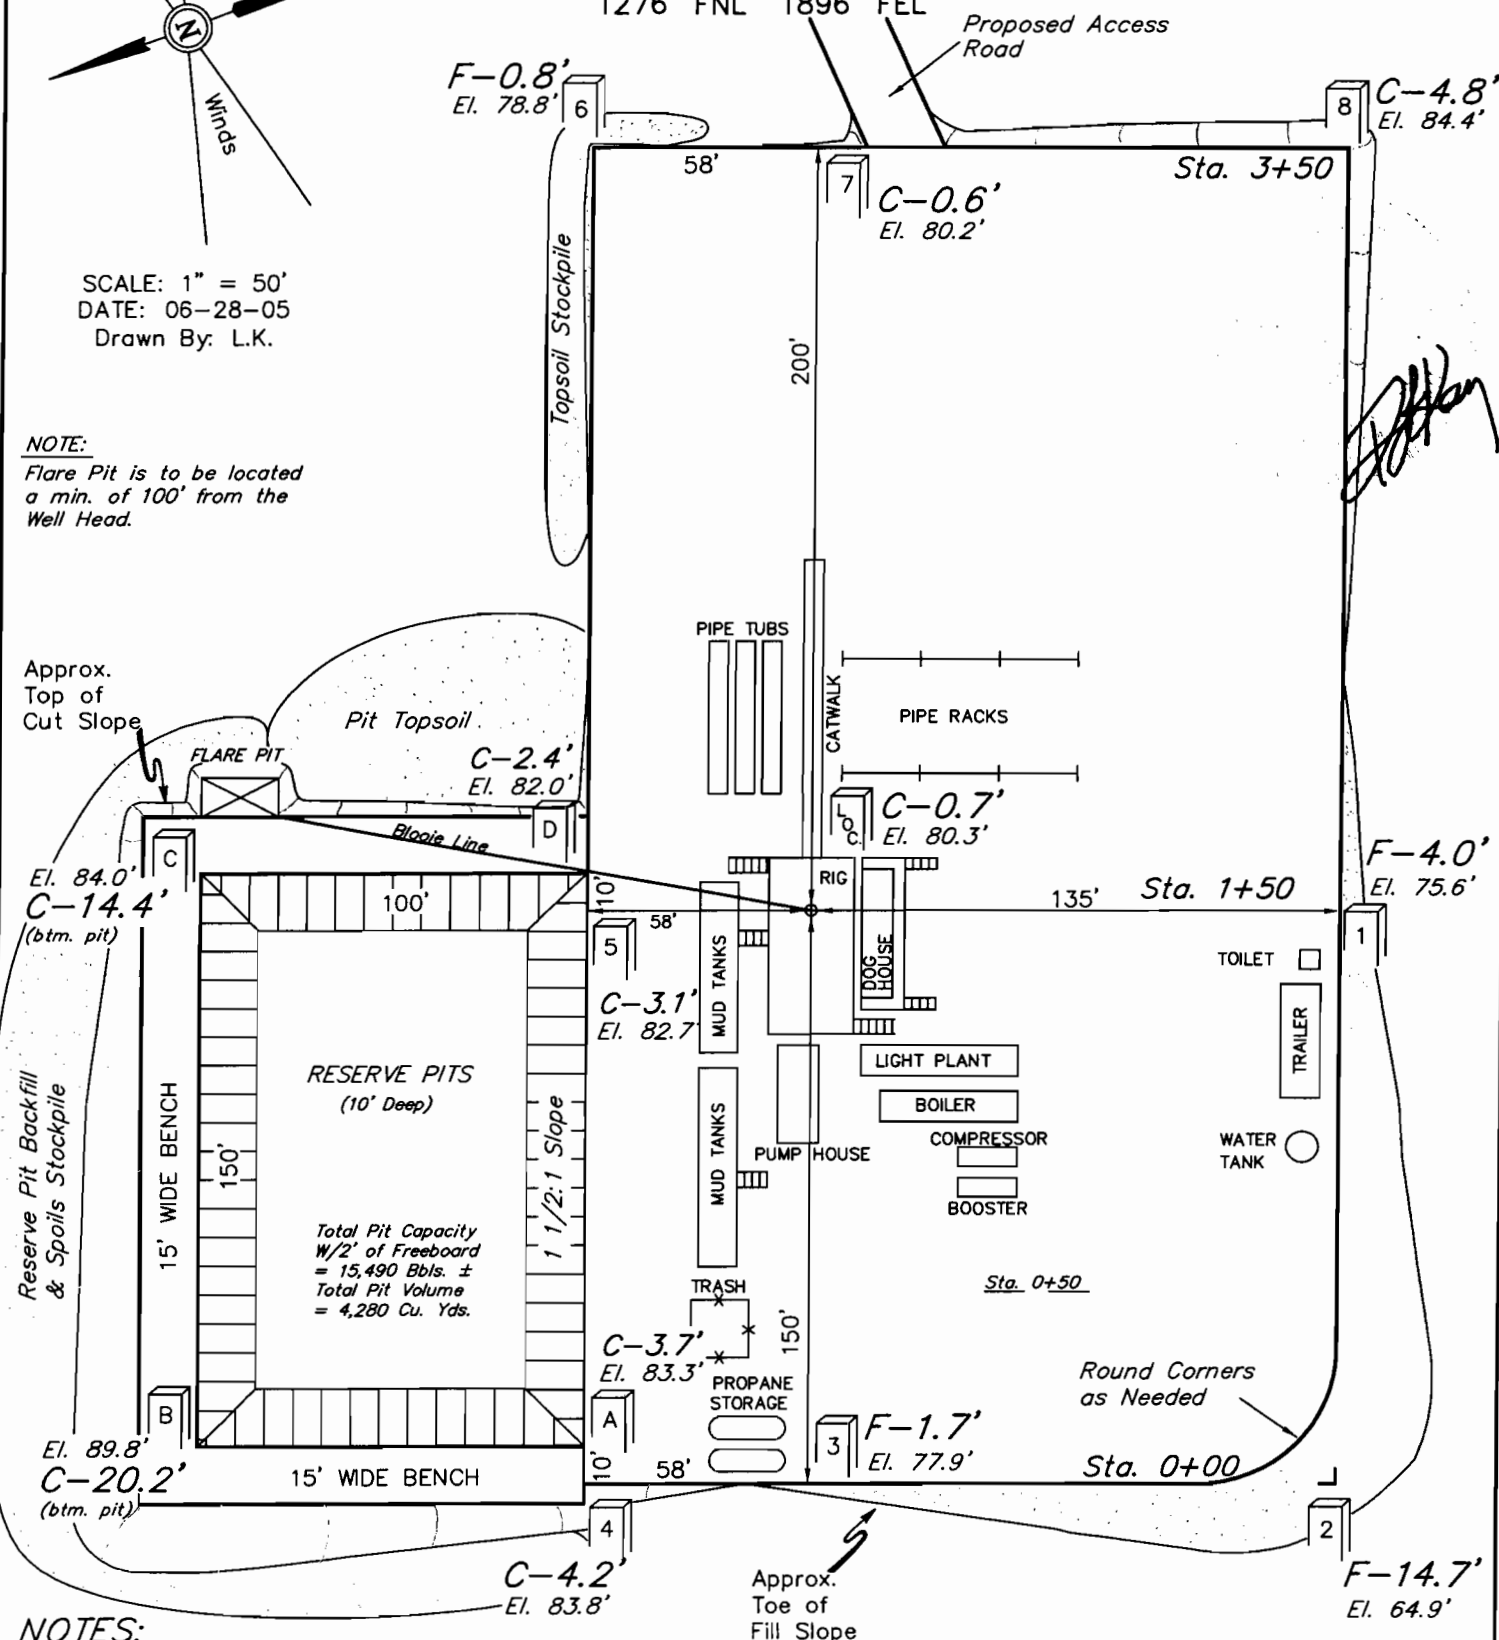 1276' FNL 1896' FEL
Proposed Access
Road
N
Winds
F-0.8'
El. 78.8'
6
8
C-4.8'
El. 84.4'
58'
Sta. 3+50
7
C-0.6'
El. 80.2'
SCALE: 1" = 50'
DATE: 06-28-05
Drawn By: L.K.
Topsoil Stockpile
200'
NOTE:
Flare Pit is to be located
a min. of 100' from the
Well Head.
PIPE TUBS
CATWALK
PIPE RACKS
Approx.
Top of
Cut Slope
Pit Topsoil
FLARE PIT
C-2.4'
El. 82.0'
D
Blooie Line
LOC.
C-0.7'
El. 80.3'
C
El. 84.0'
C-14.4'
(btm. pit)
100'
10'
58'
RIG
135'
Sta. 1+50
F-4.0'
El. 75.6'
1
5
C-3.1'
El. 82.7'
MUD TANKS
DOG
HOUSE
TOILET
TRAILER
RESERVE PITS
(10' Deep)
LIGHT PLANT
BOILER
COMPRESSOR
BOOSTER
PUMP HOUSE
MUD TANKS
WATER
TANK
Reserve Pit Backfill
& Spoils Stockpile
15' WIDE BENCH
150'
1 1/2:1 Slope
Total Pit Capacity
W/2' of Freeboard
= 15,490 Bbls. ±
Total Pit Volume
= 4,280 Cu. Yds.
TRASH
Sta. 0+50
150'
C-3.7'
El. 83.3'
PROPANE
STORAGE
Round Corners
as Needed
B
A
El. 89.8'
C-20.2'
(btm. pit)
15' WIDE BENCH
10'
58'
3
F-1.7'
El. 77.9'
Sta. 0+00
4
C-4.2'
El. 83.8'
2
F-14.7'
El. 64.9'
Approx.
Toe of
Fill Slope
NOTES: